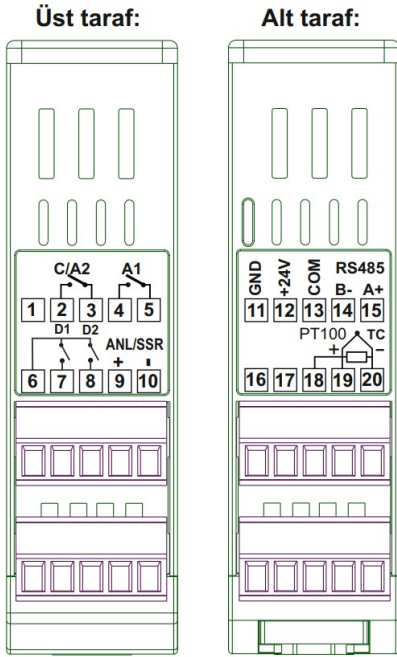 Üst taraf:
C/A2 A1
1 2 3 4 5
D1 D2 ANL/SSR
+ -
6 7 8 9 10
Alt taraf:
GND +24V COM RS485
B- A+
11 12 13 14 15
PT100 TC
+ -
16 17 18 19 20